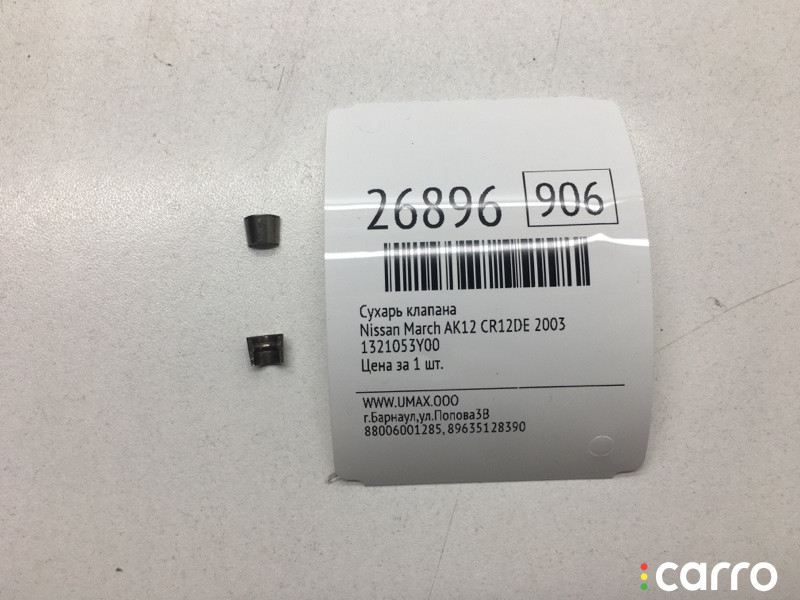 26896 906
Сухарь клапана
Nissan March AK12 CR12DE 2003
1321053Y00
Цена за 1 шт.
WWW.UMAX.OOO
г.Барнаул,ул.Попова3В
88006001285, 89635128390
carro